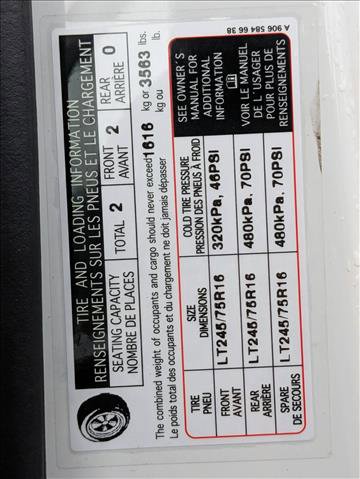 TIRE AND LOADING INFORMATION
RENSEIGNEMENTS SUR LES PNEUS ET LE CHARGEMENT
SEATING CAPACITY
NOMBRE DE PLACES
TOTAL 2
FRONT
AVANT
2
REAR
ARRIÈRE
0
The combined weight of occupants and cargo should never exceed 1616 kg or 3563 lbs.
Le poids total des occupants et du chargement ne doit jamais dépasser kg ou lb.
TIRE
PNEU
SIZE
DIMENSIONS
COLD TIRE PRESSURE
PRESSION DES PNEUS À FROID
FRONT
AVANT
LT245/75R16
320kPa, 46PSI
REAR
ARRIÈRE
LT245/75R16
480kPa, 70PSI
SPARE
DE SECOURS
LT245/75R16
480kPa, 70PSI
SEE OWNER'S
MANUAL FOR
ADDITIONAL
INFORMATION
VOIR LE MANUEL
DE L'USAGER
POUR PLUS DE
RENSEIGNEMENTS
A 906 584 66 38